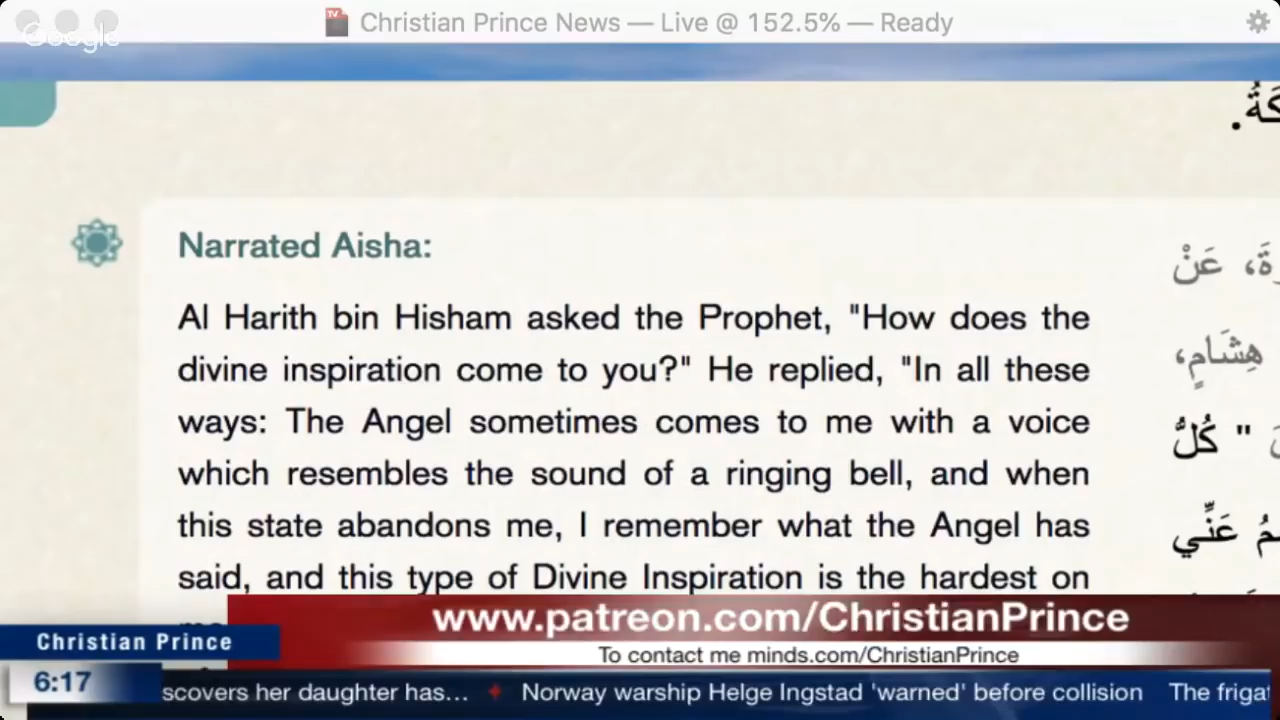 Christian Prince News — Live @ 152.5% — Ready
Google
Narrated Aisha:
Al Harith bin Hisham asked the Prophet, "How does the
divine inspiration come to you?" He replied, "In all these
ways: The Angel sometimes comes to me with a voice
which resembles the sound of a ringing bell, and when
this state abandons me, I remember what the Angel has
said, and this type of Divine Inspiration is the hardest on
عَنْ
هِشَامٍ،
" كُلُّ
عَنِّي
www.patreon.com/ChristianPrince
To contact me minds.com/ChristianPrince
Christian Prince
6:17
scovers her daughter has... Norway warship Helge Ingstad 'warned' before collision The frigat